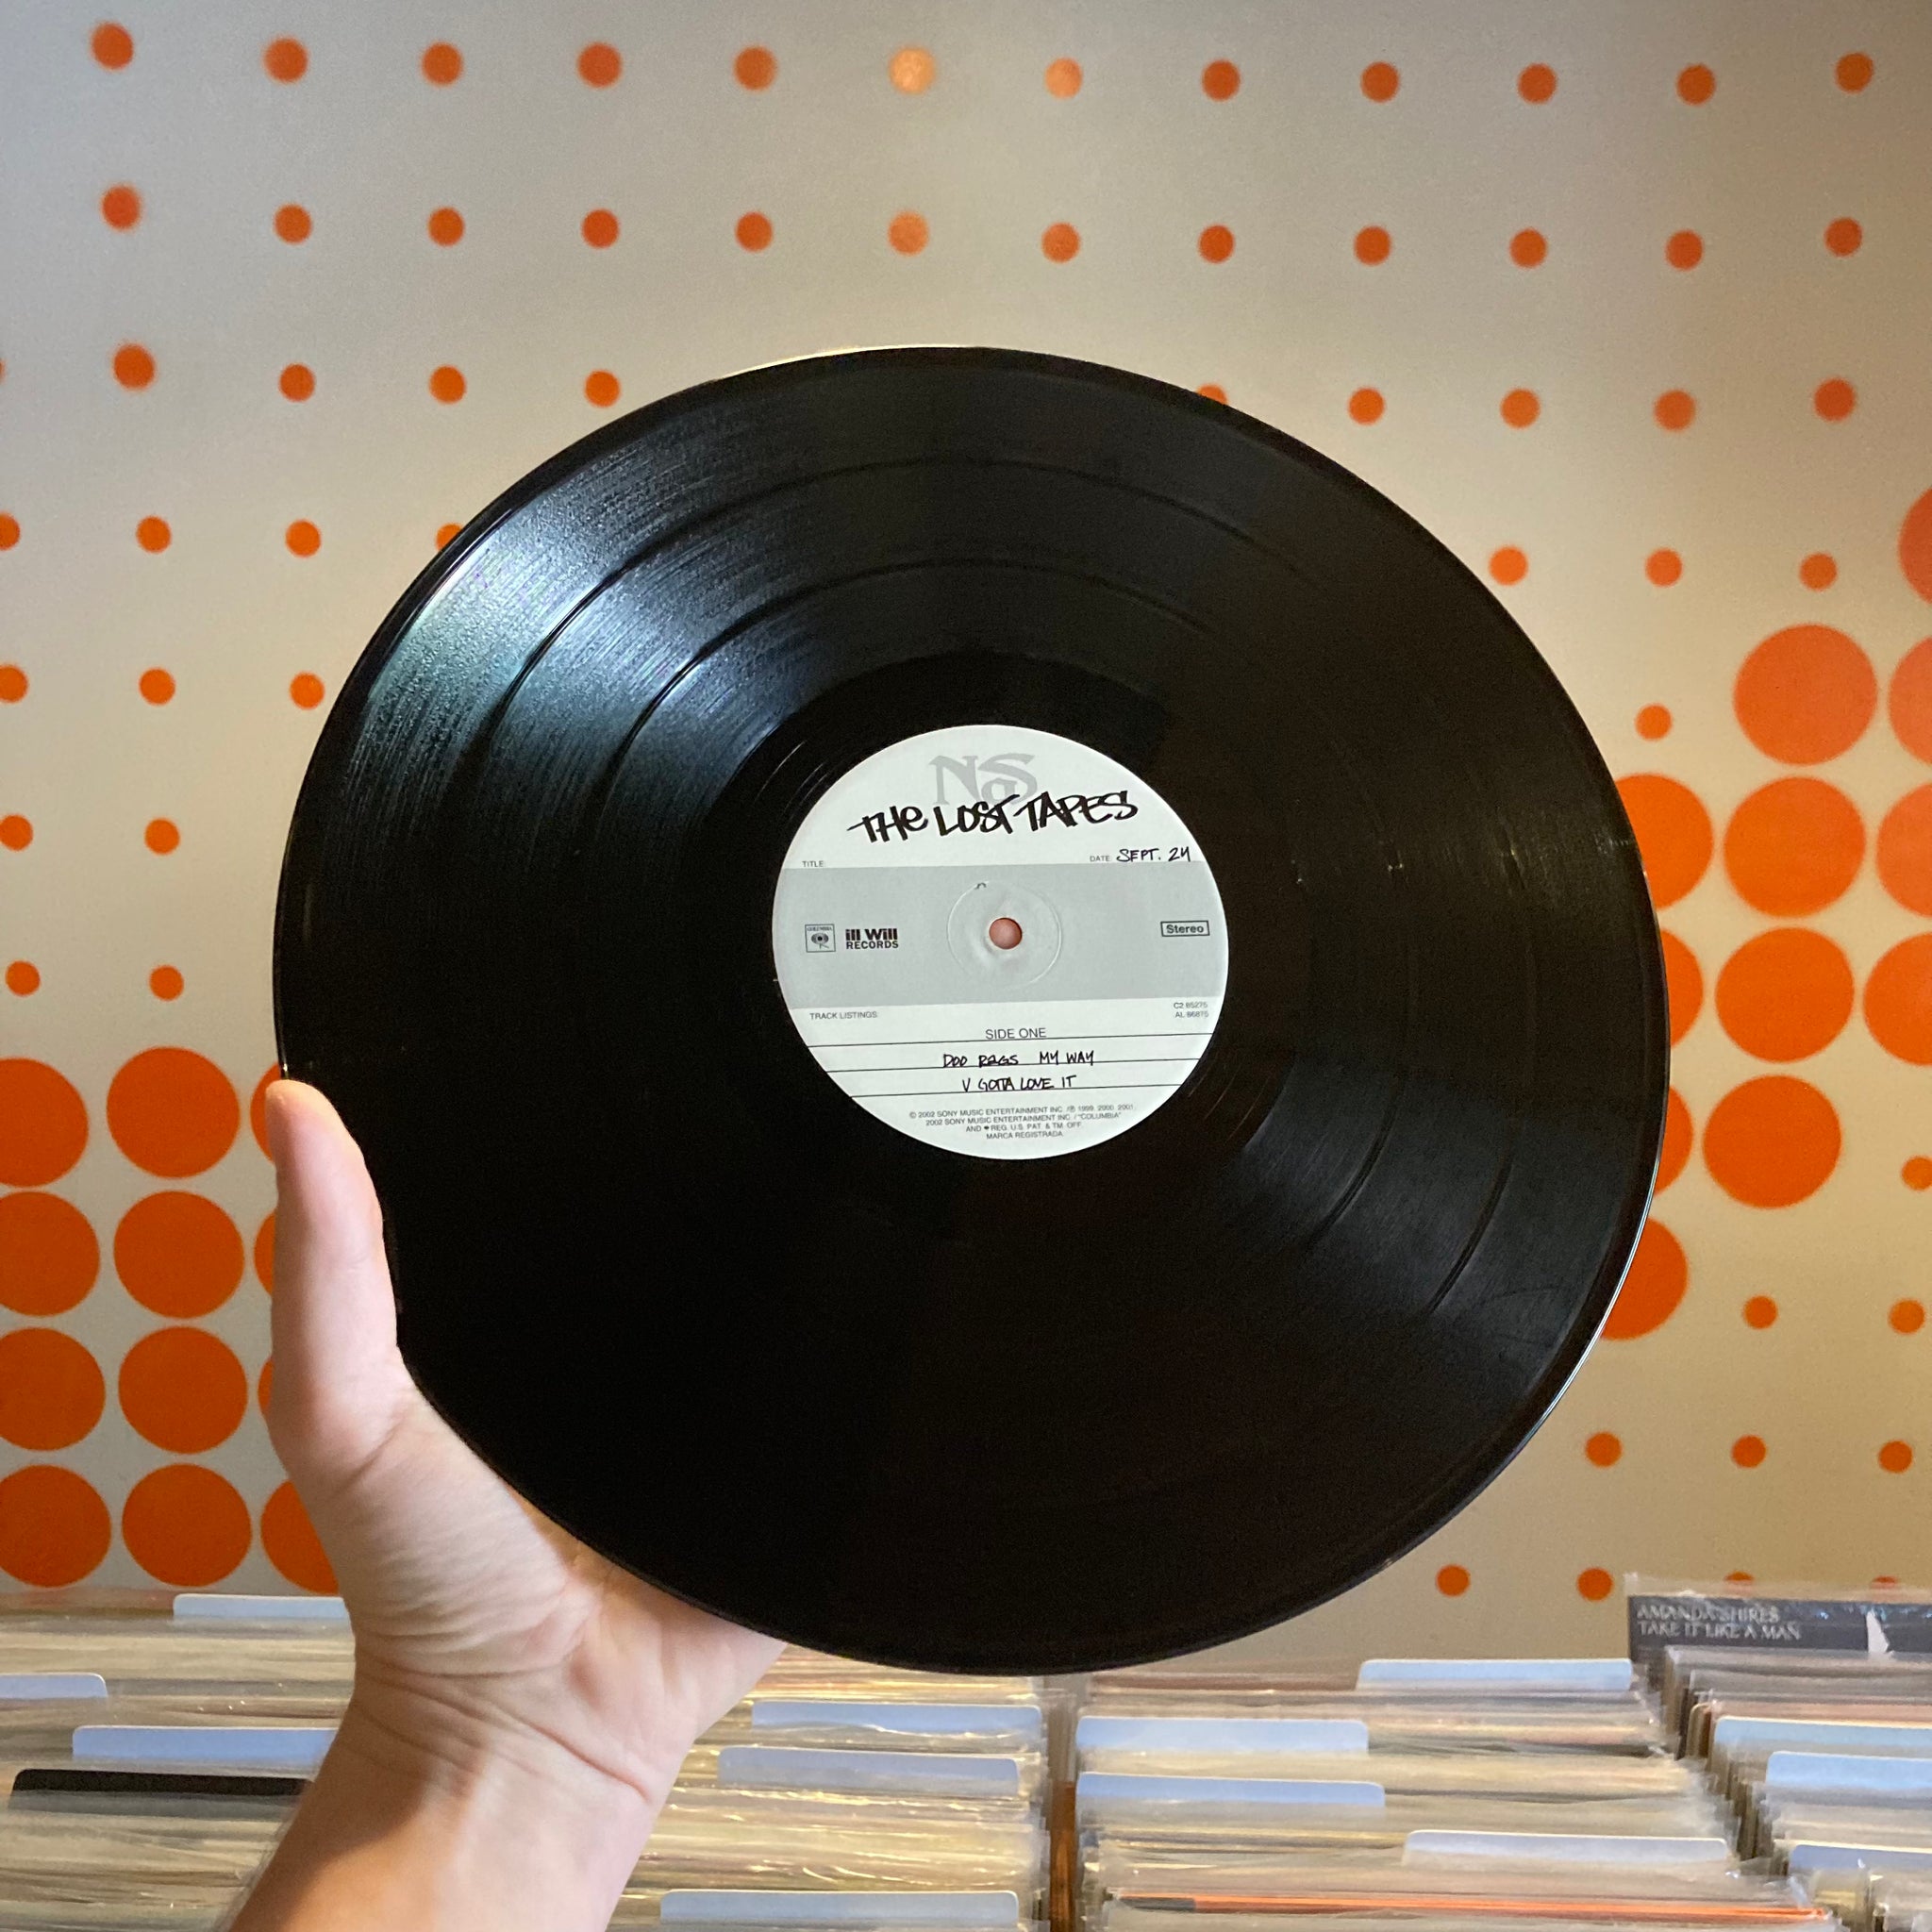 Nas
THE LOST TAPES
TITLE:
DATE: SEPT. 24
COLUMBIA
ill Will
RECORDS
Stereo
C2 85275
AL 86875
TRACK LISTINGS:
SIDE ONE
DOO RAGS MY WAY
U GOTTA LOVE IT
© 2002 SONY MUSIC ENTERTAINMENT INC. /℗ 1999, 2000, 2001,
2002 SONY MUSIC ENTERTAINMENT INC. / "COLUMBIA"
AND REG. U.S. PAT. & TM. OFF.
MARCA REGISTRADA.
AMANDA SHIRES
TAKE IT LIKE A MAN